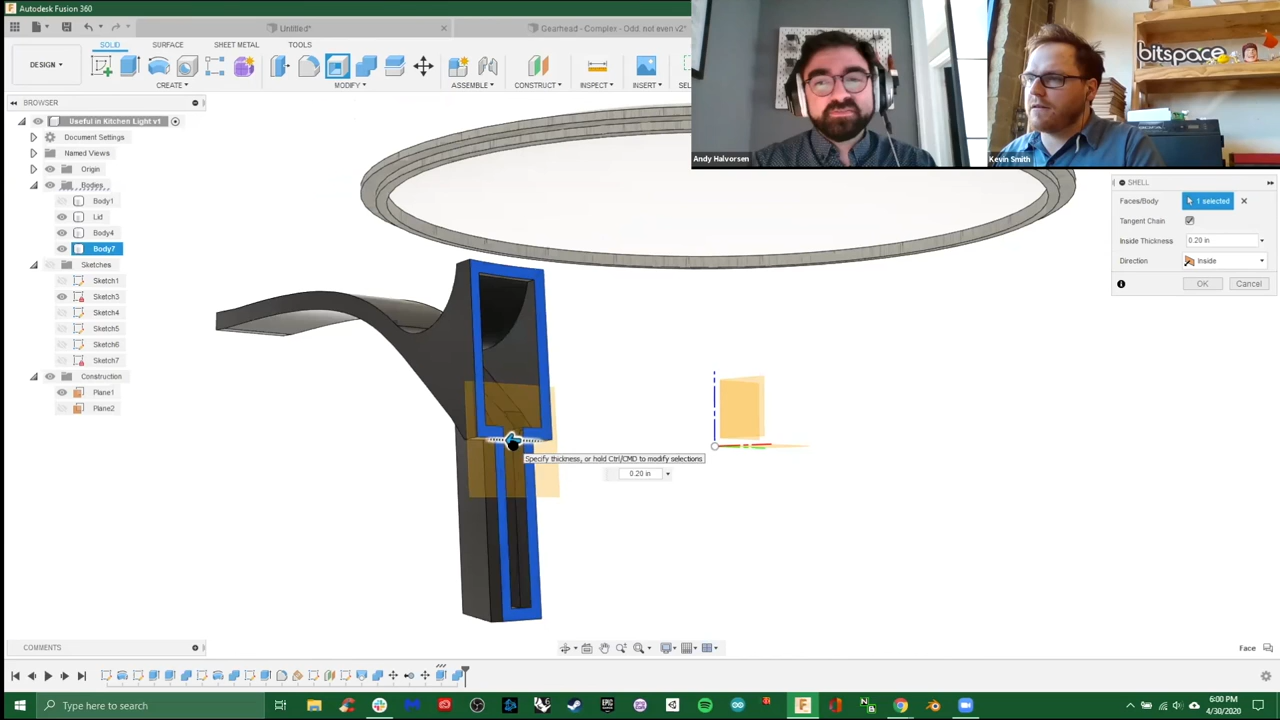 Autodesk Fusion 360
Untitled*
Gearhead - Complex - Odd, not even v2*
SOLID SURFACE SHEET METAL TOOLS
DESIGN
CREATE MODIFY ASSEMBLE CONSTRUCT INSPECT INSERT
BROWSER
Useful in Kitchen Light v1
Document Settings
Named Views
Origin
Bodies
Body1
Lid
Body4
Body7
Sketches
Sketch1
Sketch3
Sketch4
Sketch5
Sketch6
Sketch7
Construction
Plane1
Plane2
bitspace
Andy Halvorsen
Kevin Smith
SHELL
Faces/Body 1 selected
Tangent Chain
Inside Thickness 0.20 in
Direction Inside
OK Cancel
Specify thickness, or hold Ctrl/CMD to modify selections
0.20 in
COMMENTS
Face
Type here to search
6:00 PM
4/30/2020